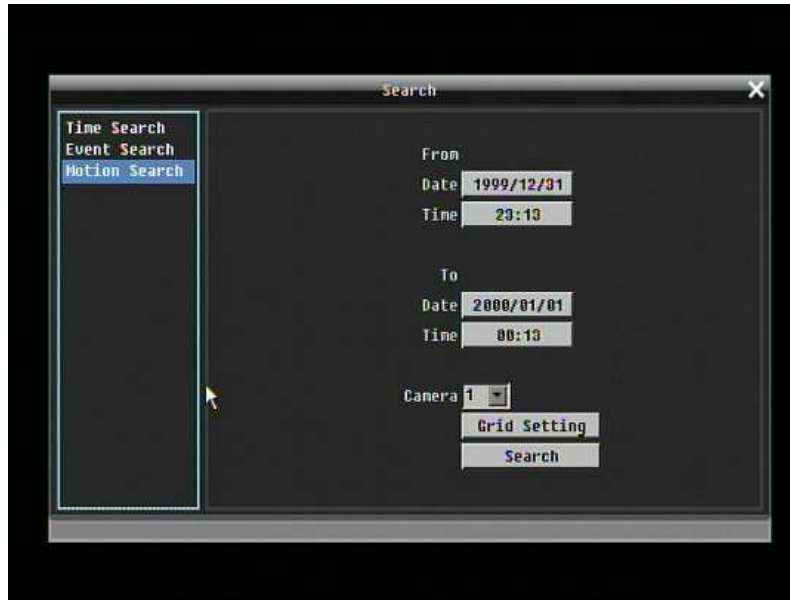 Search
Time Search
Event Search
Motion Search
From
Date 1999/12/31
Time 23:13
To
Date 2000/01/01
Time 00:13
Camera 1
Grid Setting
Search